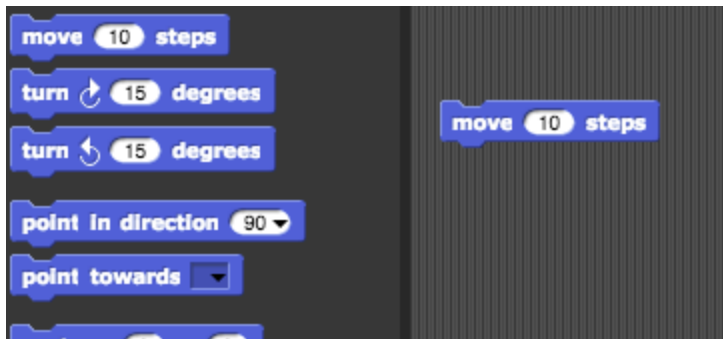 move 10 steps
turn 15 degrees
turn 15 degrees
point in direction 90
point towards
move 10 steps